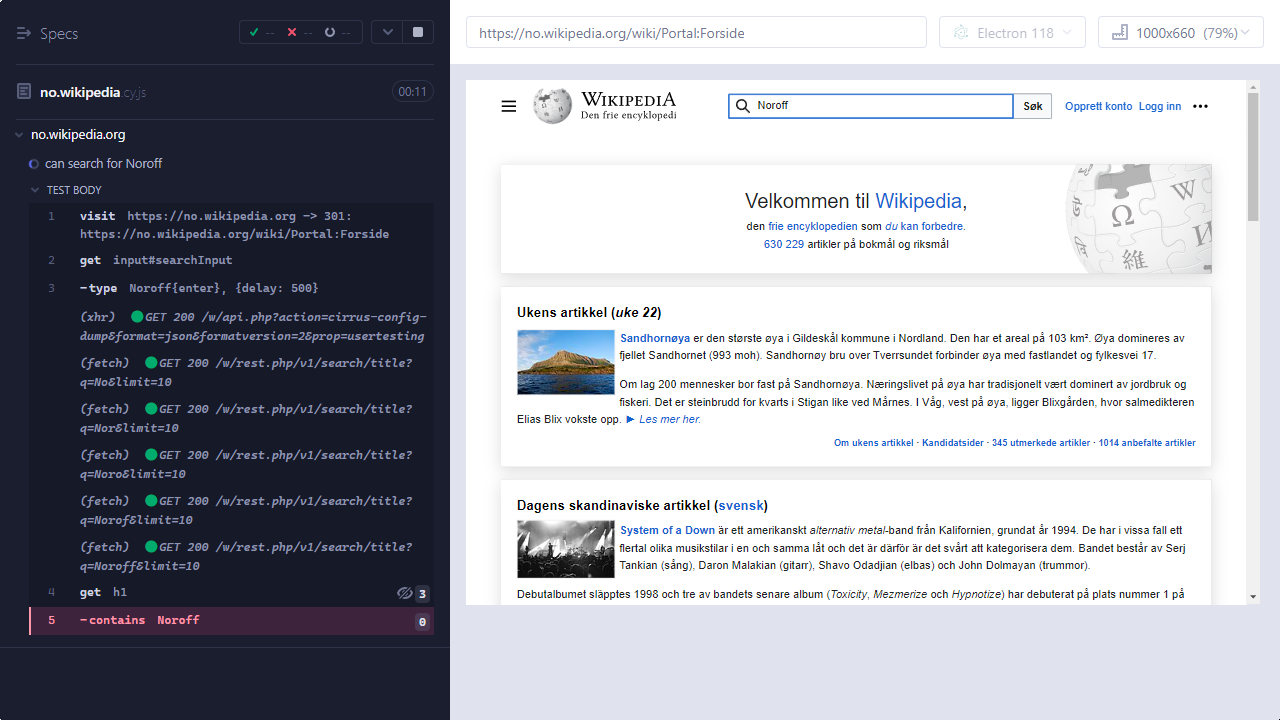 Specs
-- -- --
no.wikipedia.cy.js
00:11
no.wikipedia.org
can search for Noroff
TEST BODY
1 visit https://no.wikipedia.org -> 301:
https://no.wikipedia.org/wiki/Portal:Forside
2 get input#searchInput
3 -type Noroff{enter}, {delay: 500}
(xhr) GET 200 /w/api.php?action=cirrus-config-
dump&format=json&formatversion=2&prop=usertesting
(fetch) GET 200 /w/rest.php/v1/search/title?
q=No&limit=10
(fetch) GET 200 /w/rest.php/v1/search/title?
q=Nor&limit=10
(fetch) GET 200 /w/rest.php/v1/search/title?
q=Noro&limit=10
(fetch) GET 200 /w/rest.php/v1/search/title?
q=Norof&limit=10
(fetch) GET 200 /w/rest.php/v1/search/title?
q=Noroff&limit=10
4 get h1 3
5 -contains Noroff 0
https://no.wikipedia.org/wiki/Portal:Forside
Electron 118
1000x660 (79%)
WIKIPEDIA
Den frie encyklopedi
Noroff
Søk
Opprett konto Logg inn •••
Velkommen til Wikipedia,
den frie encyklopedien som du kan forbedre.
630 229 artikler på bokmål og riksmål
Ω W 維
Ukens artikkel (uke 22)
Sandhornøya er den største øya i Gildeskål kommune i Nordland. Den har et areal på 103 km². Øya domineres av
fjellet Sandhornet (993 moh). Sandhornøy bru over Tverrsundet forbinder øya med fastlandet og fylkesvei 17.
Om lag 200 mennesker bor fast på Sandhornøya. Næringslivet på øya har tradisjonelt vært dominert av jordbruk og
fiskeri. Det er steinbrudd for kvarts i Stigan like ved Mårnes. I Våg, vest på øya, ligger Blixgården, hvor salmedikteren
Elias Blix vokste opp. ► Les mer her.
Om ukens artikkel · Kandidatsider · 345 utmerkede artikler · 1014 anbefalte artikler
Dagens skandinaviske artikkel (svensk)
System of a Down är ett amerikanskt alternativ metal-band från Kalifornien, grundat år 1994. De har i vissa fall ett
flertal olika musikstilar i en och samma låt och det är därför är det svårt att kategorisera dem. Bandet består av Serj
Tankian (sång), Daron Malakian (gitarr), Shavo Odadjian (elbas) och John Dolmayan (trummor).
Debutalbumet släpptes 1998 och tre av bandets senare album (Toxicity, Mezmerize och Hypnotize) har debuterat på plats nummer 1 på